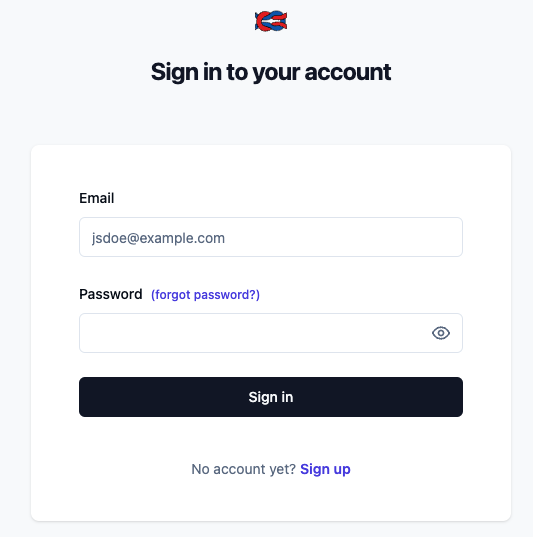 Sign in to your account
Email
jsdoe@example.com
Password (forgot password?)
Sign in
No account yet? Sign up